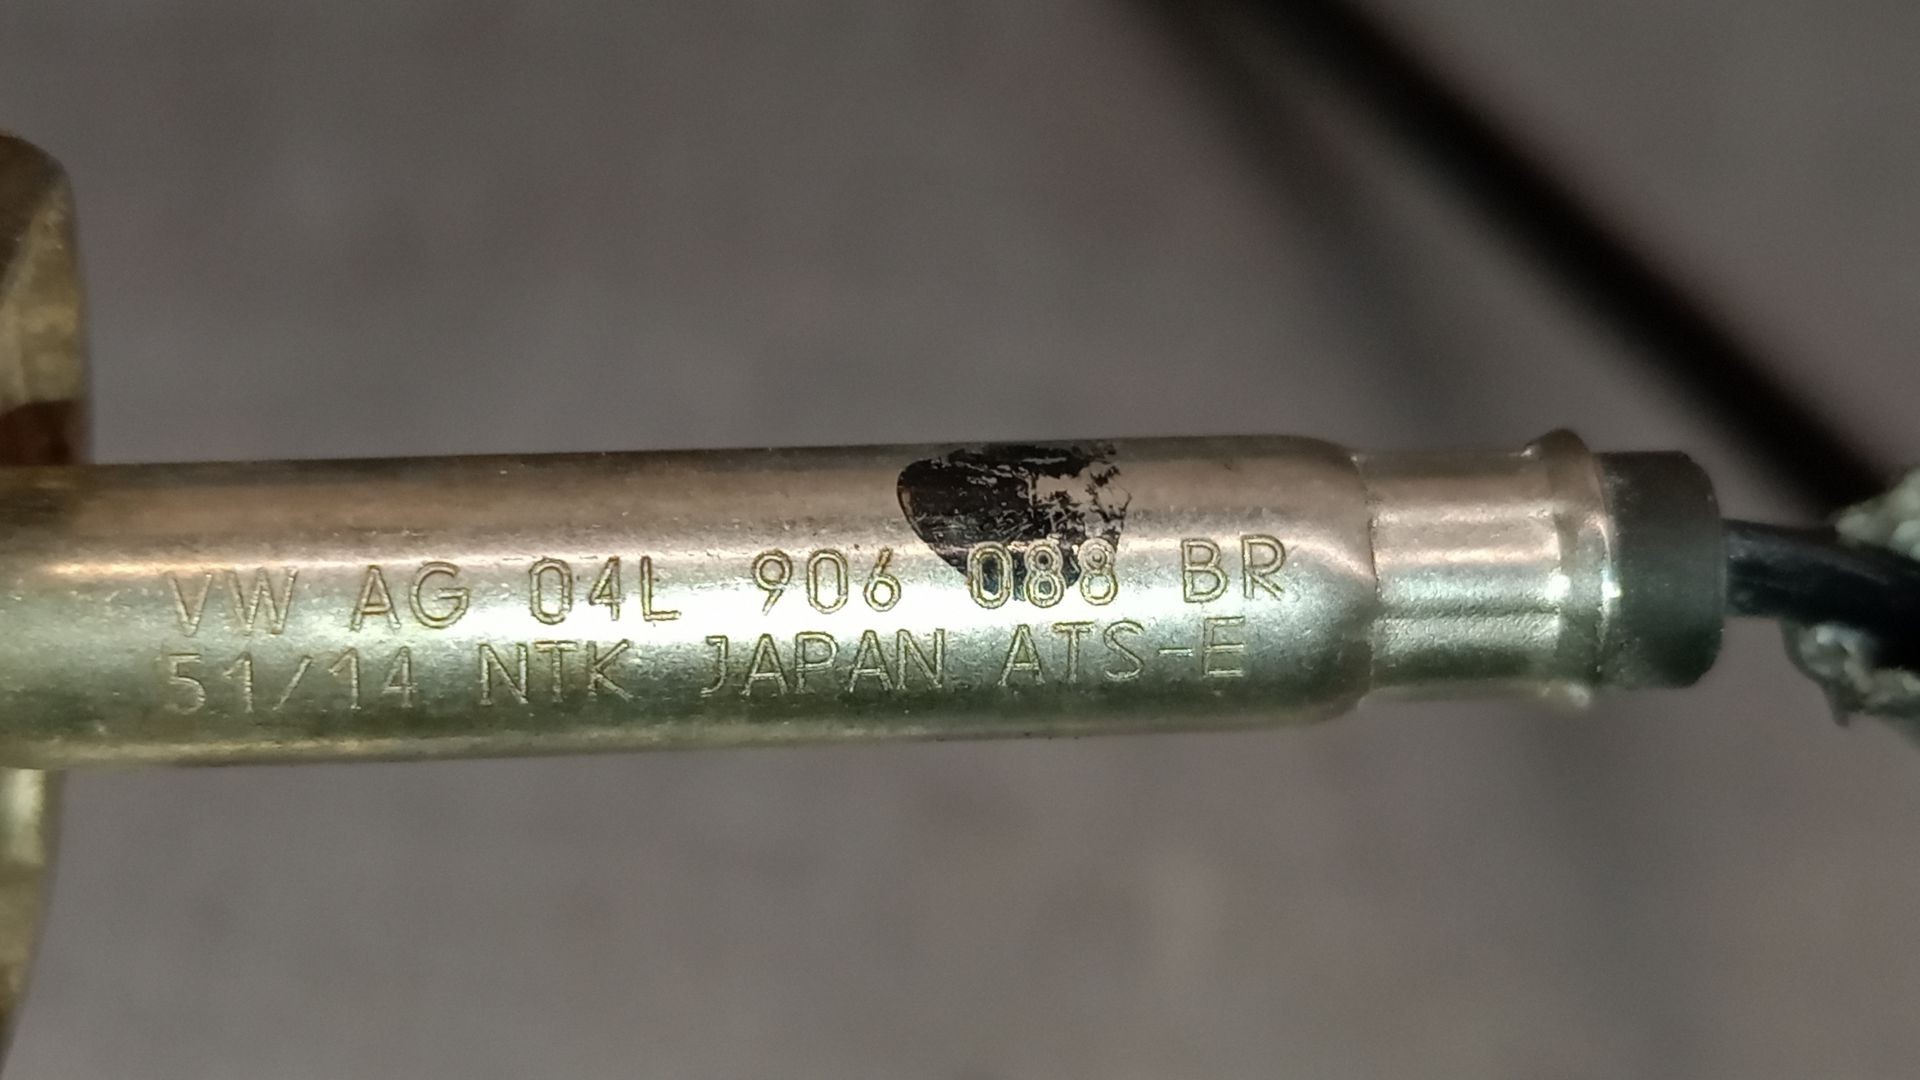 VW AG 04L 906 088 BR
51/14 NTK JAPAN ATS-E